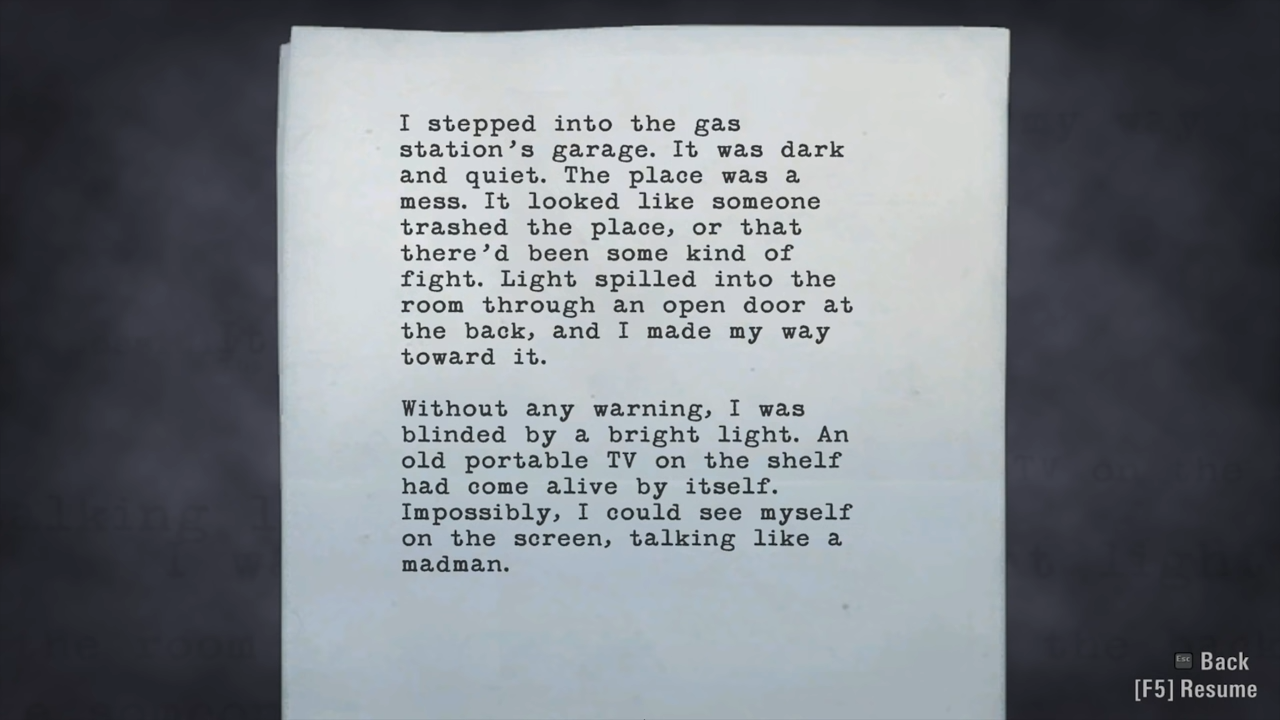 I stepped into the gas
station's garage. It was dark
and quiet. The place was a
mess. It looked like someone
trashed the place, or that
there'd been some kind of
fight. Light spilled into the
room through an open door at
the back, and I made my way
toward it.
Without any warning, I was
blinded by a bright light. An
old portable TV on the shelf
had come alive by itself.
Impossibly, I could see myself
on the screen, talking like a
madman.
Esc Back
[F5] Resume